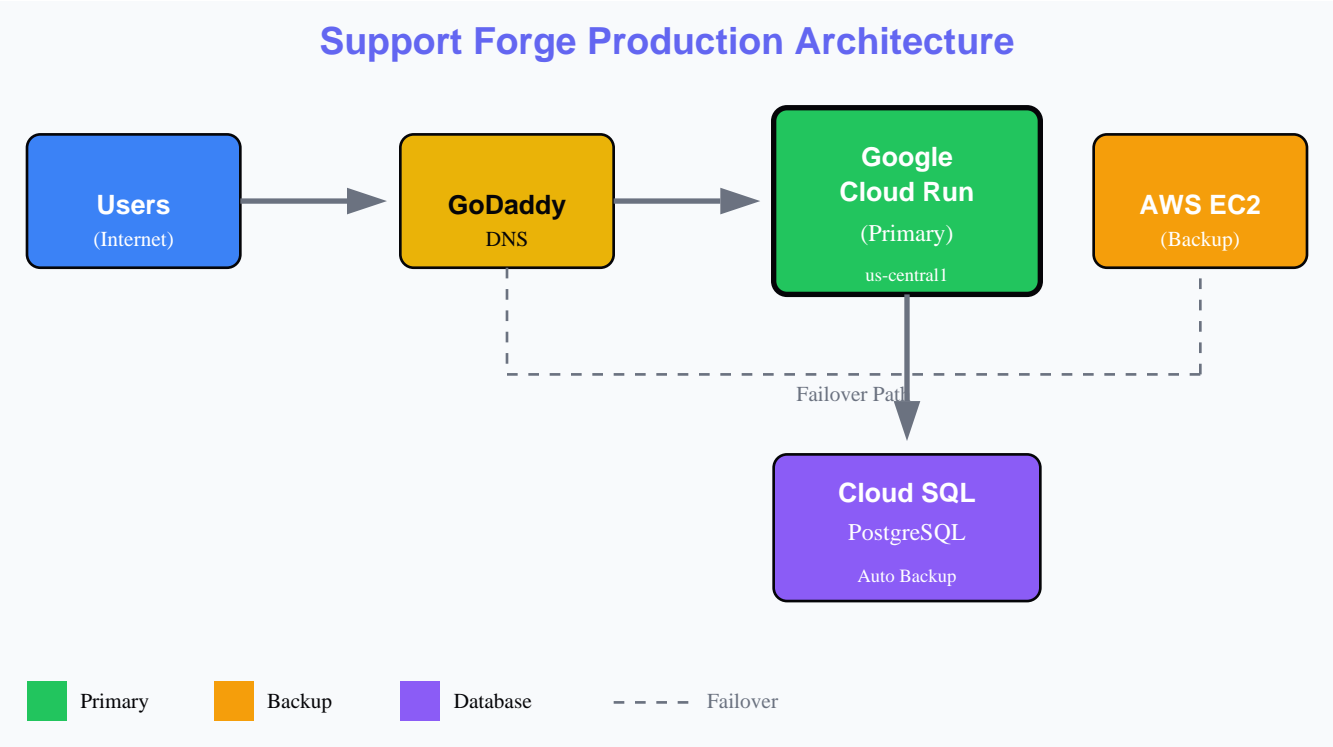 Support Forge Production Architecture
Users
(Internet)
GoDaddy
DNS
Google
Cloud Run
(Primary)
us-central1
AWS EC2
(Backup)
Failover Path
Cloud SQL
PostgreSQL
Auto Backup
Primary
Backup
Database
Failover